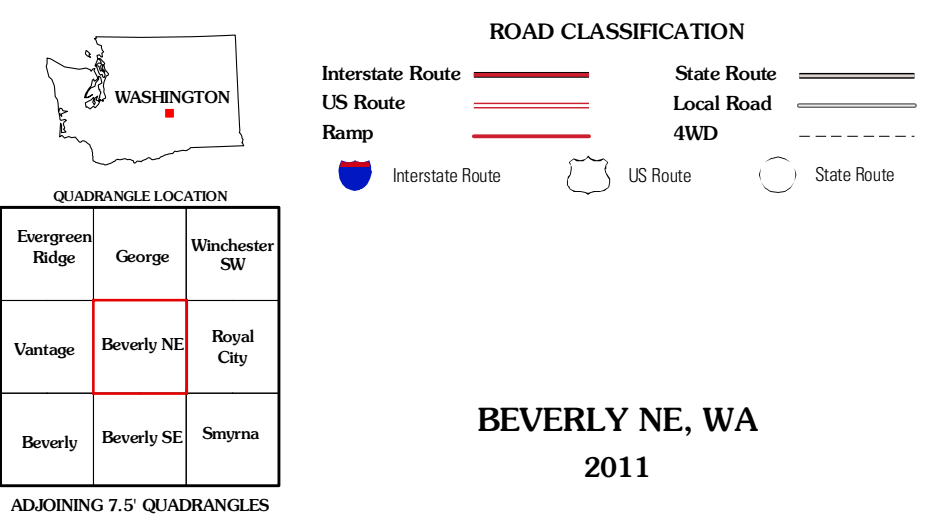 WASHINGTON
QUADRANGLE LOCATION
Evergreen
Ridge
George
Winchester
SW
Vantage
Beverly NE
Royal
City
Beverly
Beverly SE
Smyrna
ADJOINING 7.5' QUADRANGLES
ROAD CLASSIFICATION
Interstate Route
State Route
US Route
Local Road
Ramp
4WD
Interstate Route
US Route
State Route
BEVERLY NE, WA
2011